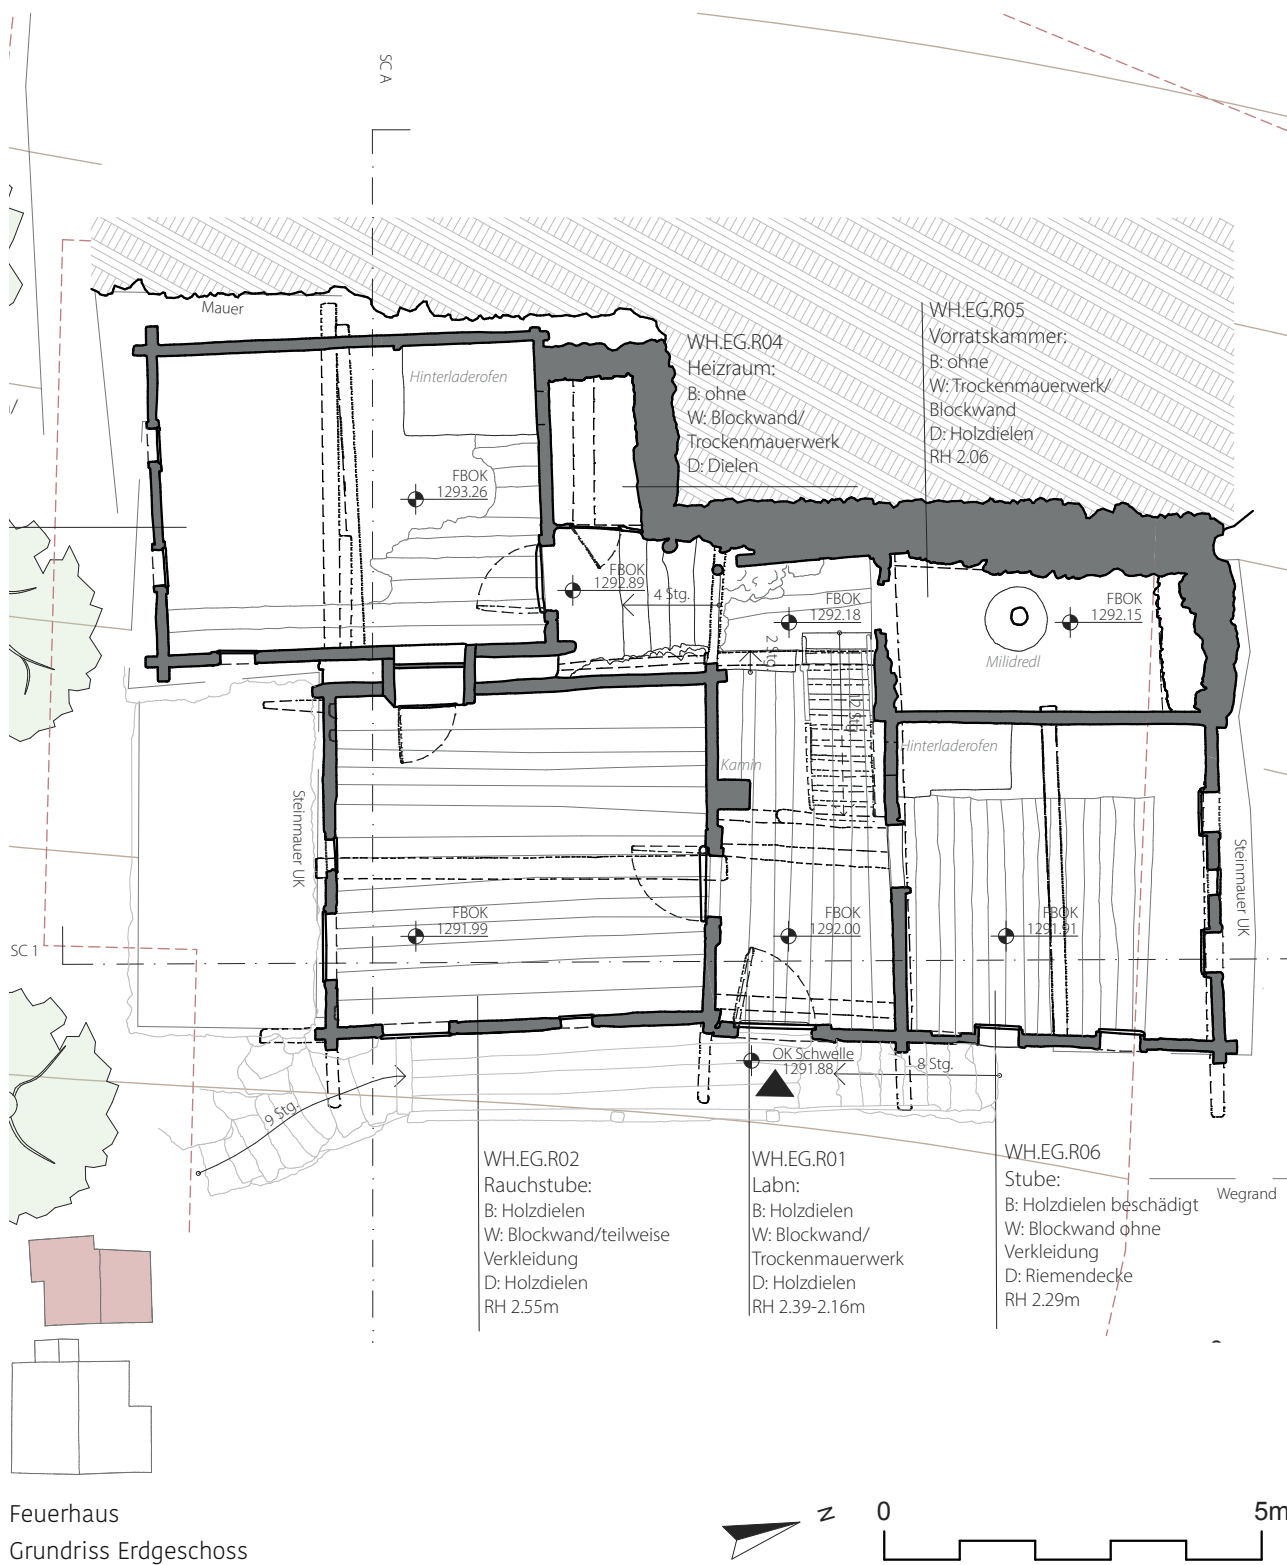 SC A
Mauer
Hinterladerofen
WH.EG.R04
Heizraum:
B: ohne
W: Blockwand/
Trockenmauerwerk
D: Dielen
WH.EG.R05
Vorratskammer:
B: ohne
W: Trockenmauerwerk/
Blockwand
D: Holzdielen
RH 2.06
FBOK
1293.26
FBOK
1292.89
4 Stg.
FBOK
1292.18
2 Stg.
12 Stg.
FBOK
1292.15
Milidredl
Kamin
Hinterladerofen
Steinmauer UK
Steinmauer UK
FBOK
1291.99
FBOK
1292.00
FBOK
1291.91
SC 1
OK Schwelle
1291.88
8 Stg.
9 Stg.
WH.EG.R02
Rauchstube:
B: Holzdielen
W: Blockwand/teilweise
Verkleidung
D: Holzdielen
RH 2.55m
WH.EG.R01
Labn:
B: Holzdielen
W: Blockwand/
Trockenmauerwerk
D: Holzdielen
RH 2.39-2.16m
WH.EG.R06
Stube:
B: Holzdielen beschädigt
W: Blockwand ohne
Verkleidung
D: Riemendecke
RH 2.29m
Wegrand
Feuerhaus
Grundriss Erdgeschoss
N
0
5m